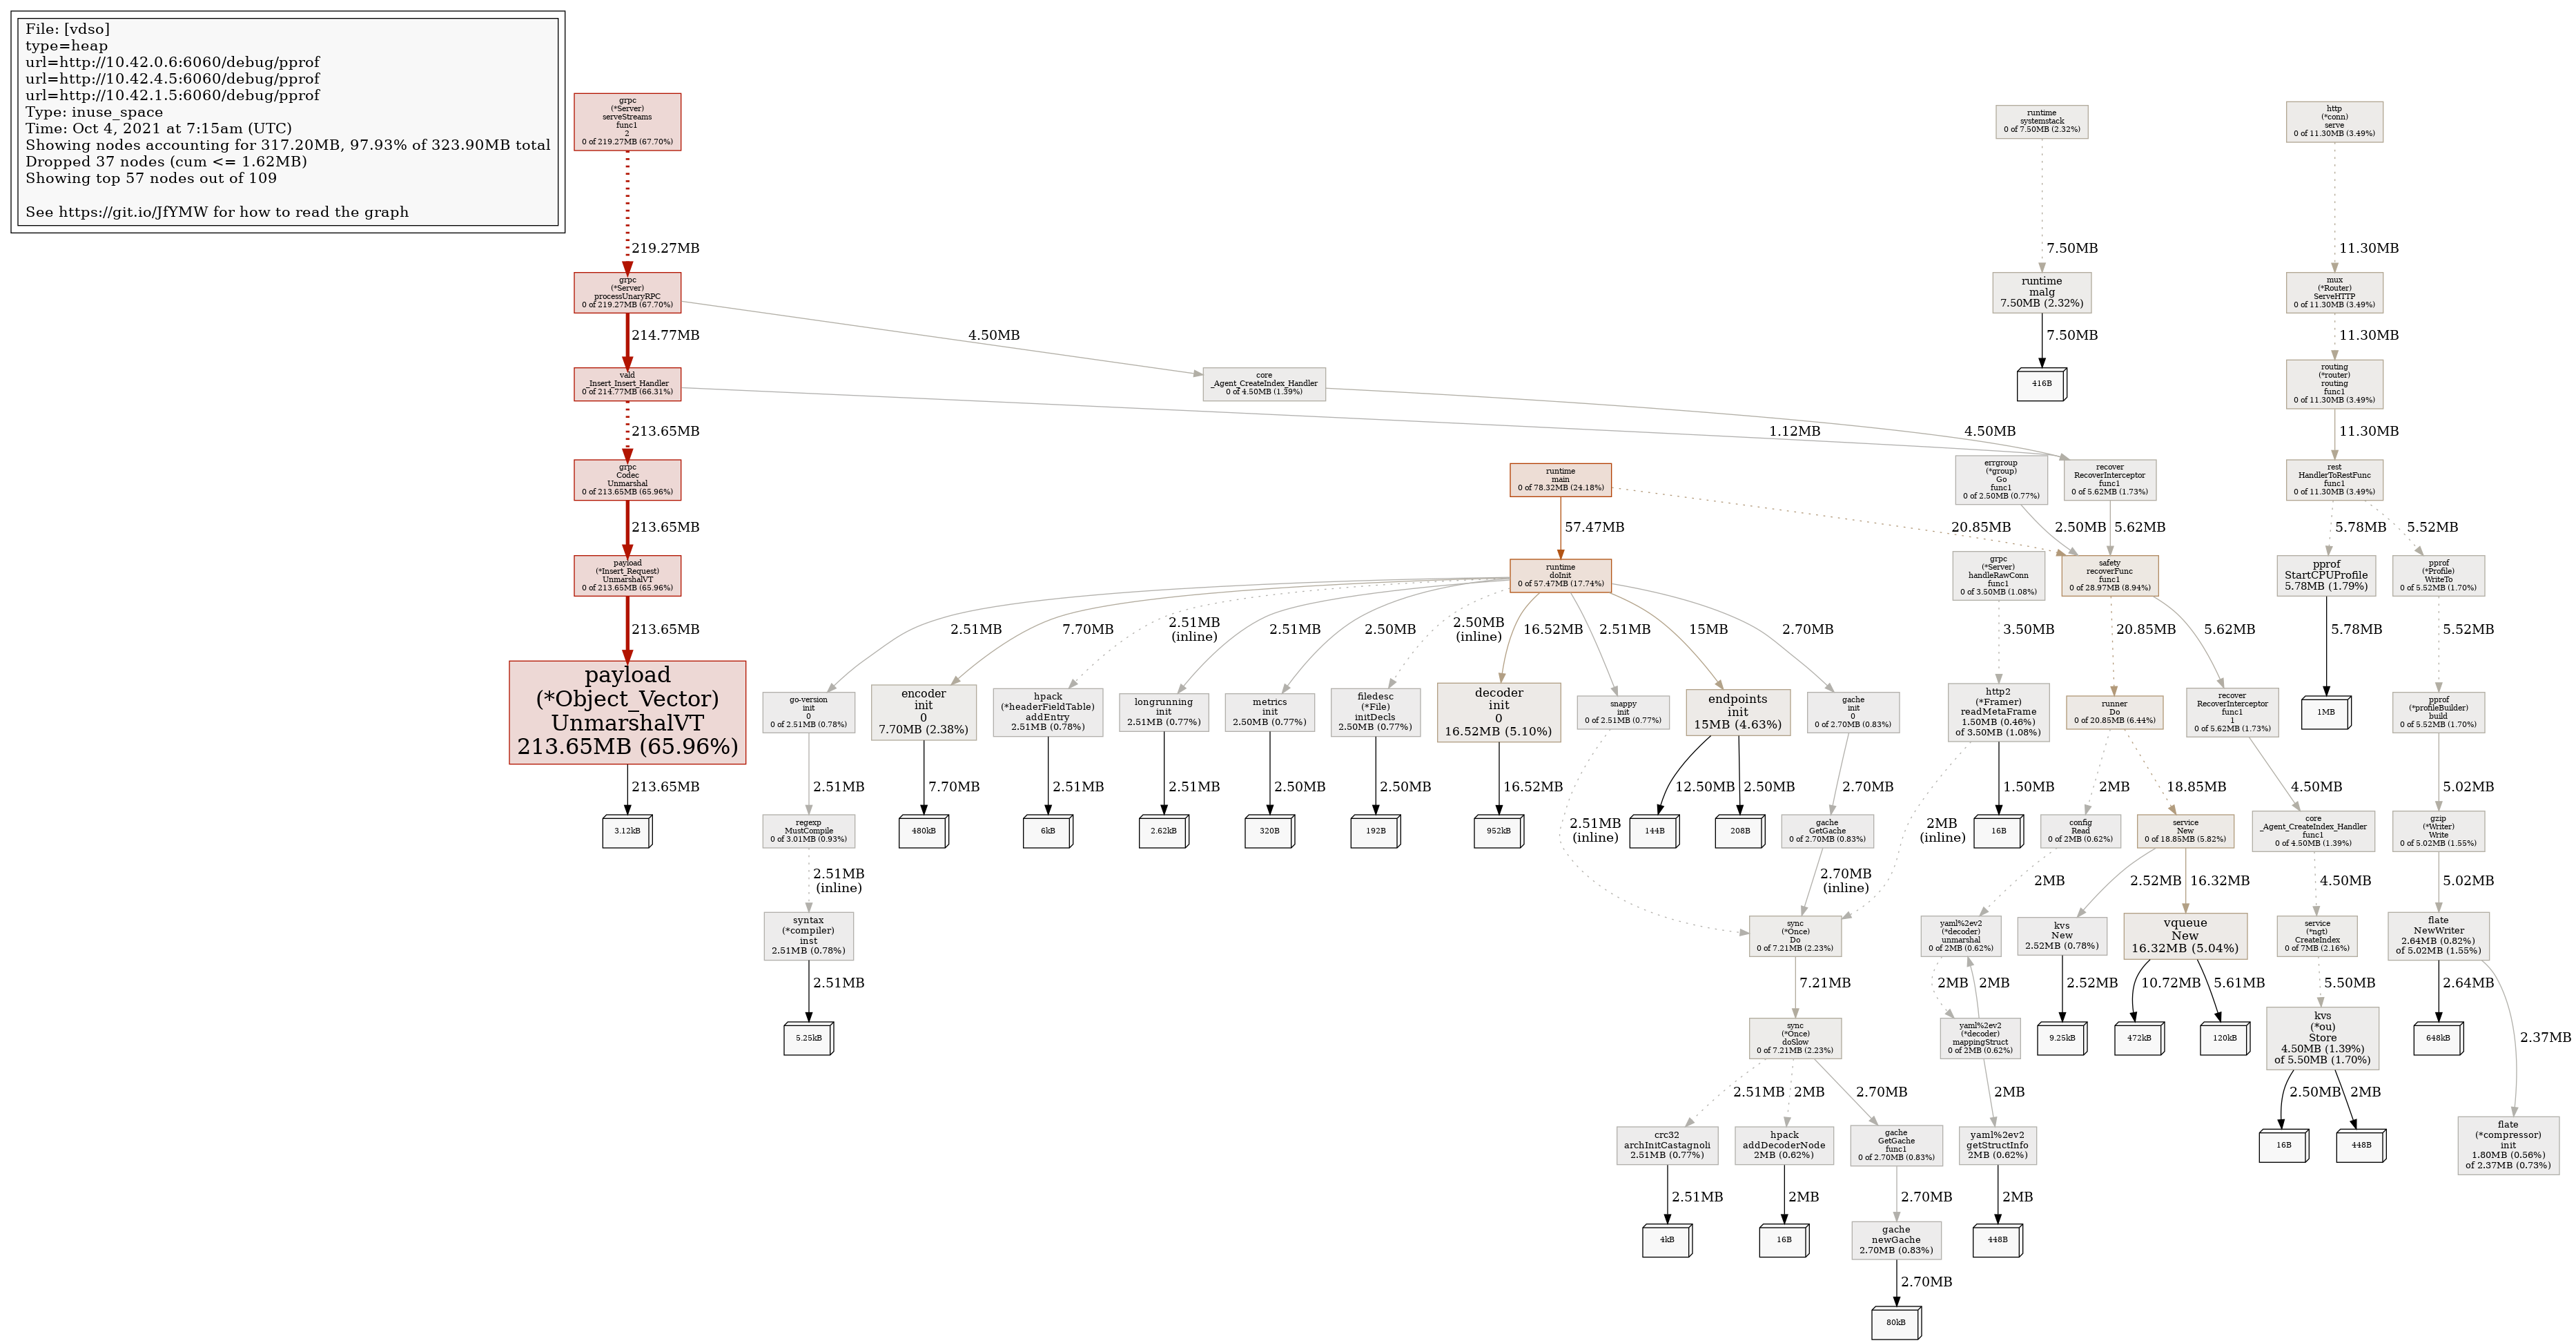 File: [vdso]
type=heap
url=http://10.42.0.6:6060/debug/pprof
url=http://10.42.4.5:6060/debug/pprof
url=http://10.42.1.5:6060/debug/pprof
Type: inuse_space
Time: Oct 4, 2021 at 7:15am (UTC)
Showing nodes accounting for 317.20MB, 97.93% of 323.90MB total
Dropped 37 nodes (cum <= 1.62MB)
Showing top 57 nodes out of 109
See https://git.io/JfYMW for how to read the graph
grpc
(*Server)
serveStreams
func1
2
0 of 219.27MB (67.70%)
runtime
systemstack
0 of 7.50MB (2.32%)
http
(*conn)
serve
0 of 11.30MB (3.49%)
219.27MB
7.50MB
11.30MB
grpc
(*Server)
processUnaryRPC
0 of 219.27MB (67.70%)
runtime
malg
7.50MB (2.32%)
mux
(*Router)
ServeHTTP
0 of 11.30MB (3.49%)
214.77MB
4.50MB
7.50MB
11.30MB
vald
_Insert_Insert_Handler
0 of 214.77MB (66.31%)
core
_Agent_CreateIndex_Handler
0 of 4.50MB (1.39%)
416B
routing
(*router)
routing
func1
0 of 11.30MB (3.49%)
213.65MB
1.12MB
4.50MB
11.30MB
grpc
Codec
Unmarshal
0 of 213.65MB (65.96%)
runtime
main
0 of 78.32MB (24.18%)
errgroup
(*group)
Go
func1
0 of 2.50MB (0.77%)
recover
RecoverInterceptor
func1
0 of 5.62MB (1.73%)
rest
HandlerToRestFunc
func1
0 of 11.30MB (3.49%)
213.65MB
57.47MB
20.85MB
2.50MB
5.62MB
5.78MB
5.52MB
payload
(*Insert_Request)
UnmarshalVT
0 of 213.65MB (65.96%)
runtime
doInit
0 of 57.47MB (17.74%)
grpc
(*Server)
handleRawConn
func1
0 of 3.50MB (1.08%)
safety
recoverFunc
func1
0 of 28.97MB (8.94%)
pprof
StartCPUProfile
5.78MB (1.79%)
pprof
(*Profile)
WriteTo
0 of 5.52MB (1.70%)
213.65MB
2.51MB
7.70MB
2.51MB
(inline)
2.51MB
2.50MB
2.50MB
(inline)
16.52MB
2.51MB
15MB
2.70MB
3.50MB
20.85MB
5.62MB
5.78MB
5.52MB
payload
(*Object_Vector)
UnmarshalVT
213.65MB (65.96%)
go-version
init
0
0 of 2.51MB (0.78%)
encoder
init
0
7.70MB (2.38%)
hpack
(*headerFieldTable)
addEntry
2.51MB (0.78%)
longrunning
init
2.51MB (0.77%)
metrics
init
2.50MB (0.77%)
filedesc
(*File)
initDecls
2.50MB (0.77%)
decoder
init
0
16.52MB (5.10%)
snappy
init
0 of 2.51MB (0.77%)
endpoints
init
15MB (4.63%)
gache
init
0
0 of 2.70MB (0.83%)
http2
(*Framer)
readMetaFrame
1.50MB (0.46%)
of 3.50MB (1.08%)
runner
Do
0 of 20.85MB (6.44%)
recover
RecoverInterceptor
func1
1
0 of 5.62MB (1.73%)
1MB
pprof
(*profileBuilder)
build
0 of 5.52MB (1.70%)
213.65MB
2.51MB
7.70MB
2.51MB
2.51MB
2.50MB
2.50MB
16.52MB
2.51MB
(inline)
12.50MB
2.50MB
2.70MB
2MB
(inline)
1.50MB
2MB
18.85MB
4.50MB
5.02MB
3.12kB
regexp
MustCompile
0 of 3.01MB (0.93%)
480kB
6kB
2.62kB
320B
192B
952kB
144B
208B
gache
GetGache
0 of 2.70MB (0.83%)
16B
config
Read
0 of 2MB (0.62%)
service
New
0 of 18.85MB (5.82%)
core
_Agent_CreateIndex_Handler
func1
0 of 4.50MB (1.39%)
gzip
(*Writer)
Write
0 of 5.02MB (1.55%)
2.51MB
(inline)
2.70MB
(inline)
2MB
2.52MB
16.32MB
4.50MB
5.02MB
syntax
(*compiler)
inst
2.51MB (0.78%)
sync
(*Once)
Do
0 of 7.21MB (2.23%)
yaml%2ev2
(*decoder)
unmarshal
0 of 2MB (0.62%)
kvs
New
2.52MB (0.78%)
vqueue
New
16.32MB (5.04%)
service
(*ngt)
CreateIndex
0 of 7MB (2.16%)
flate
NewWriter
2.64MB (0.82%)
of 5.02MB (1.55%)
2.51MB
7.21MB
2MB
2MB
2.52MB
10.72MB
5.61MB
5.50MB
2.64MB
2.37MB
5.25kB
sync
(*Once)
doSlow
0 of 7.21MB (2.23%)
yaml%2ev2
(*decoder)
mappingStruct
0 of 2MB (0.62%)
9.25kB
472kB
120kB
kvs
(*ou)
Store
4.50MB (1.39%)
of 5.50MB (1.70%)
648kB
2.51MB
2MB
2.70MB
2MB
2.50MB
2MB
crc32
archInitCastagnoli
2.51MB (0.77%)
hpack
addDecoderNode
2MB (0.62%)
gache
GetGache
func1
0 of 2.70MB (0.83%)
yaml%2ev2
getStructInfo
2MB (0.62%)
16B
448B
flate
(*compressor)
init
1.80MB (0.56%)
of 2.37MB (0.73%)
2.51MB
2MB
2.70MB
2MB
4kB
16B
gache
newGache
2.70MB (0.83%)
448B
2.70MB
80kB